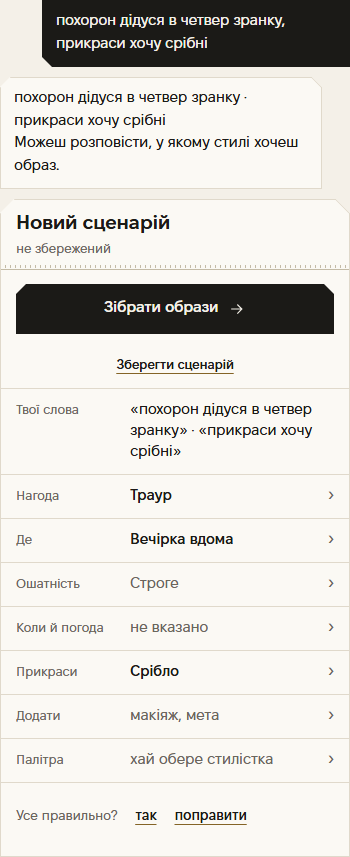 похорон дідуся в четвер зранку,
прикраси хочу срібні
похорон дідуся в четвер зранку ·
прикраси хочу срібні
Можеш розповісти, у якому стилі хочеш
образ.
Новий сценарій
не збережений
Зібрати образи →
Зберегти сценарій
Твої слова «похорон дідуся в четвер
зранку» · «прикраси хочу
срібні»
Нагода Траур ›
Де Вечірка вдома ›
Ошатність Строге ›
Коли й погода не вказано ›
Прикраси Срібло ›
Додати макіяж, мета ›
Палітра хай обере стилістка ›
Усе правильно? так поправити